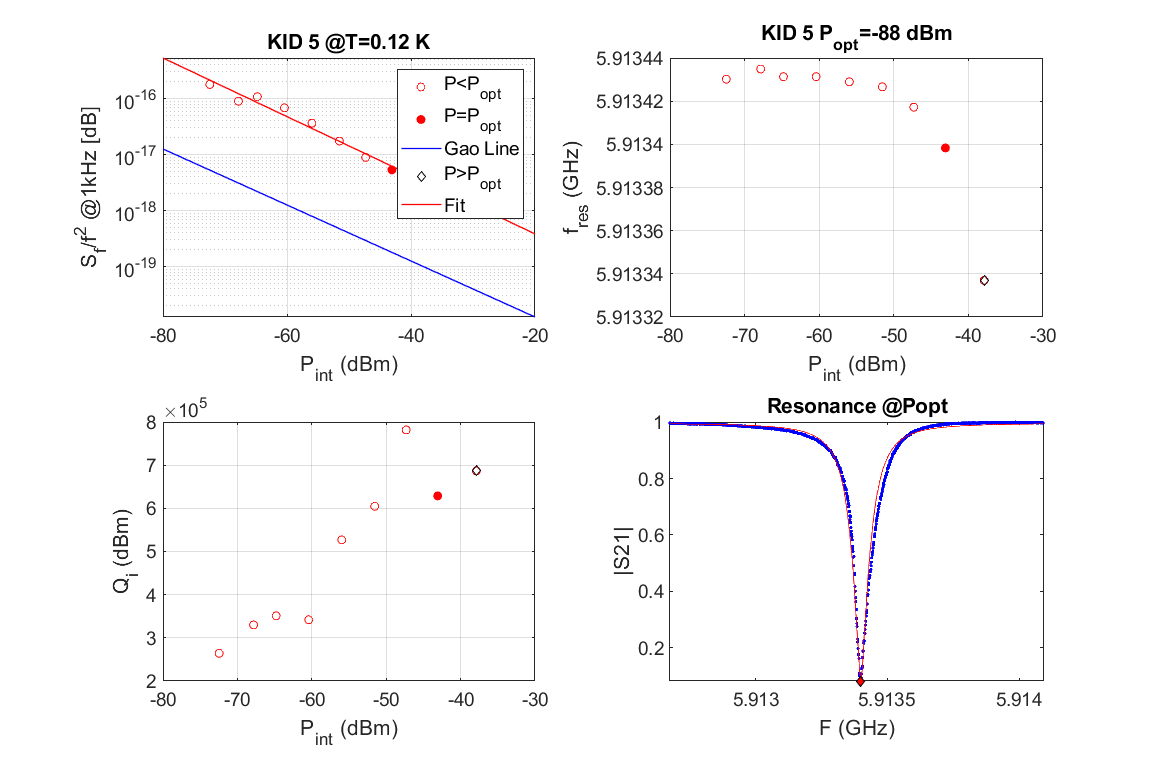 KID 5 @T=0.12 K
S_f/f^2 @1kHz [dB]
10^-16
10^-17
10^-18
10^-19
P<P_opt
P=P_opt
Gao Line
P>P_opt
Fit
-80 -60 -40 -20
P_int (dBm)
KID 5 P_opt=-88 dBm
f_res (GHz)
5.91344
5.91342
5.9134
5.91338
5.91336
5.91334
5.91332
-80 -70 -60 -50 -40 -30
P_int (dBm)
×10^5
Q_i (dBm)
8
7
6
5
4
3
2
-80 -70 -60 -50 -40 -30
P_int (dBm)
Resonance @Popt
|S21|
1
0.8
0.6
0.4
0.2
5.913 5.9135 5.914
F (GHz)